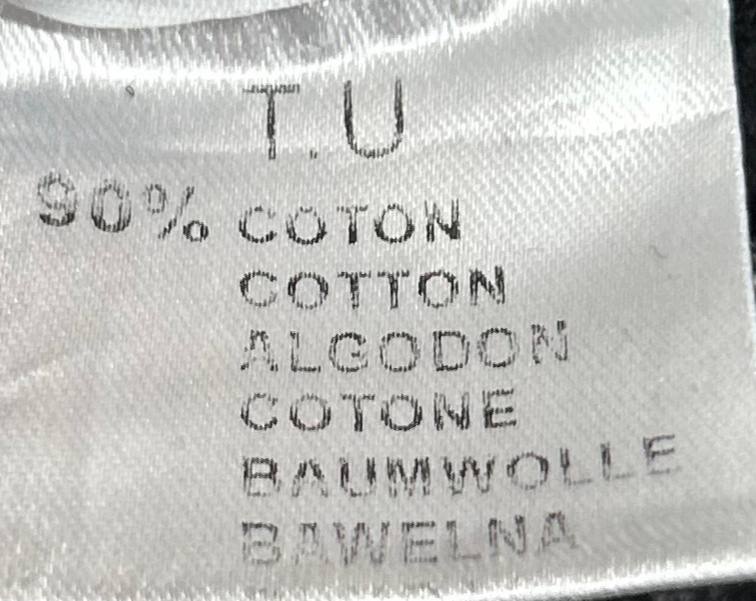 T.U
90% COTON
COTTON
ALGODON
COTONE
BAUMWOLLE
BAWELNA